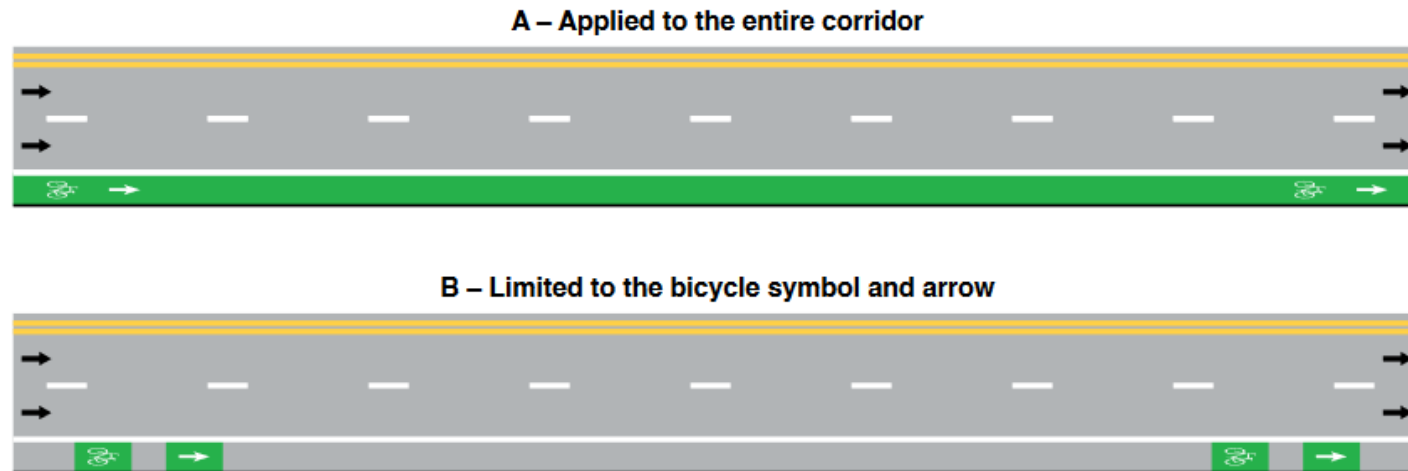 A – Applied to the entire corridor
B – Limited to the bicycle symbol and arrow